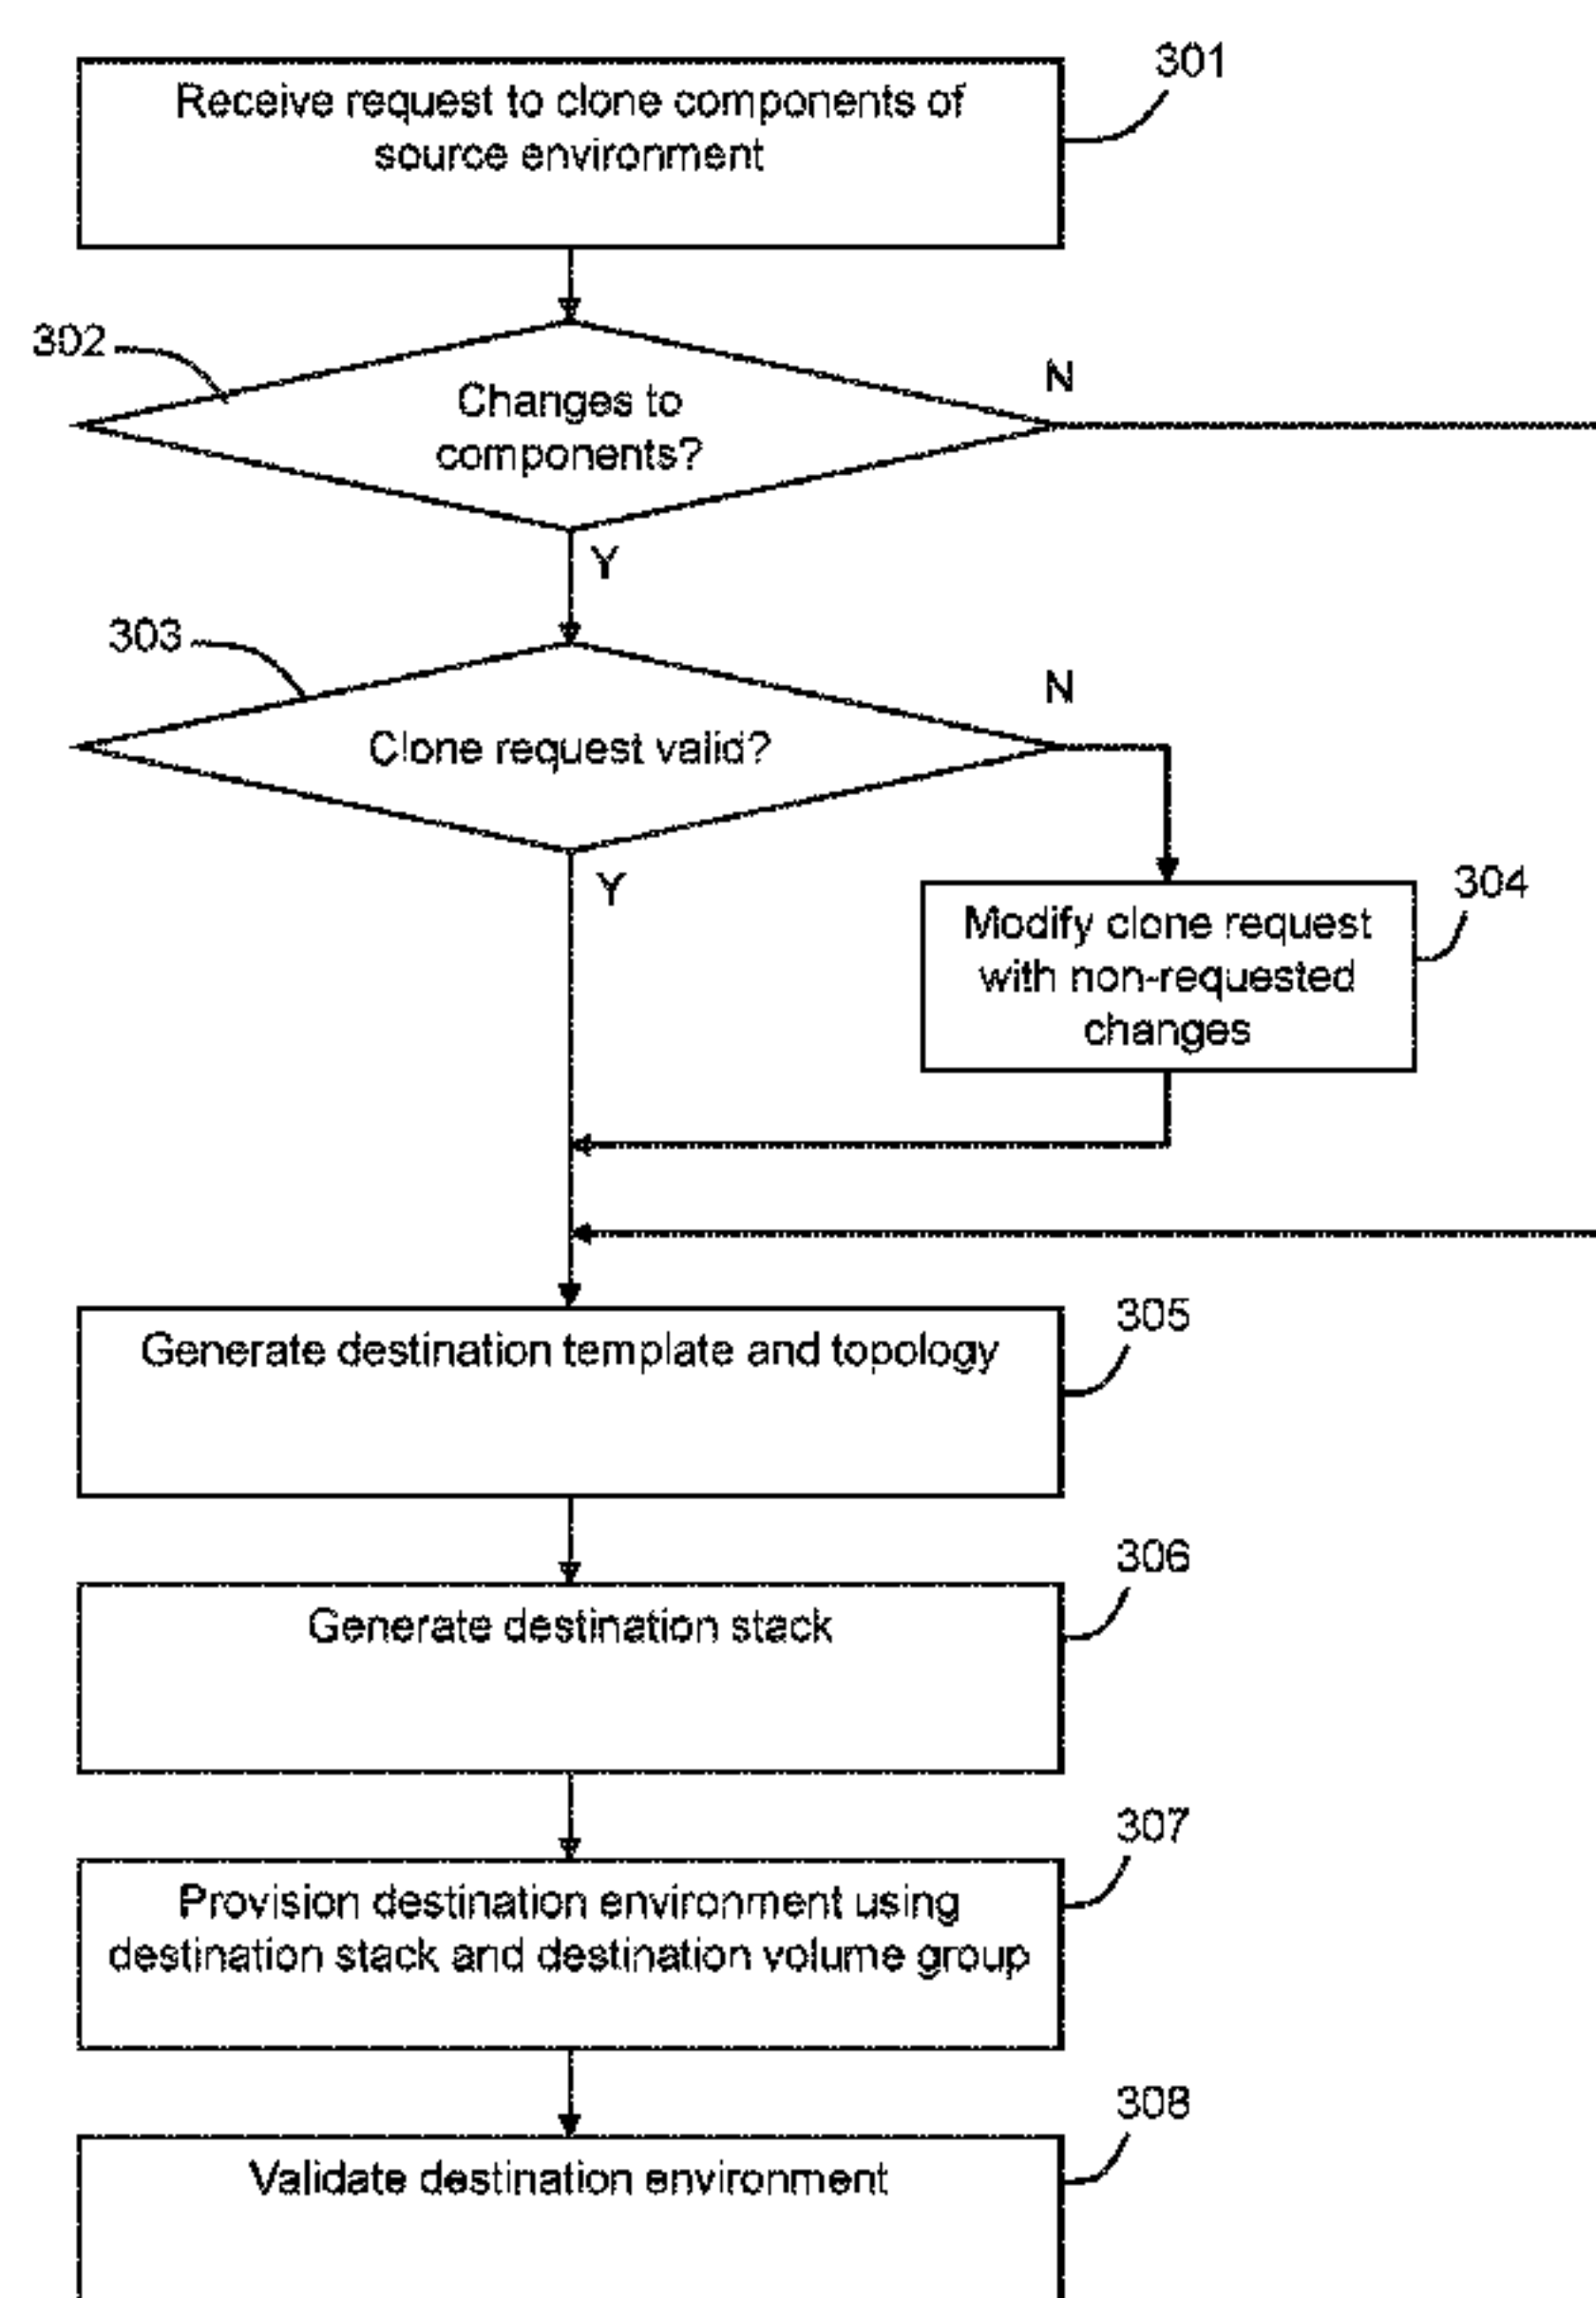 301
Receive request to clone components of
source environment
302
Changes to
components?
N
Y
303
Clone request valid?
N
Y
304
Modify clone request
with non-requested
changes
305
Generate destination template and topology
306
Generate destination stack
307
Provision destination environment using
destination stack and destination volume group
308
Validate destination environment